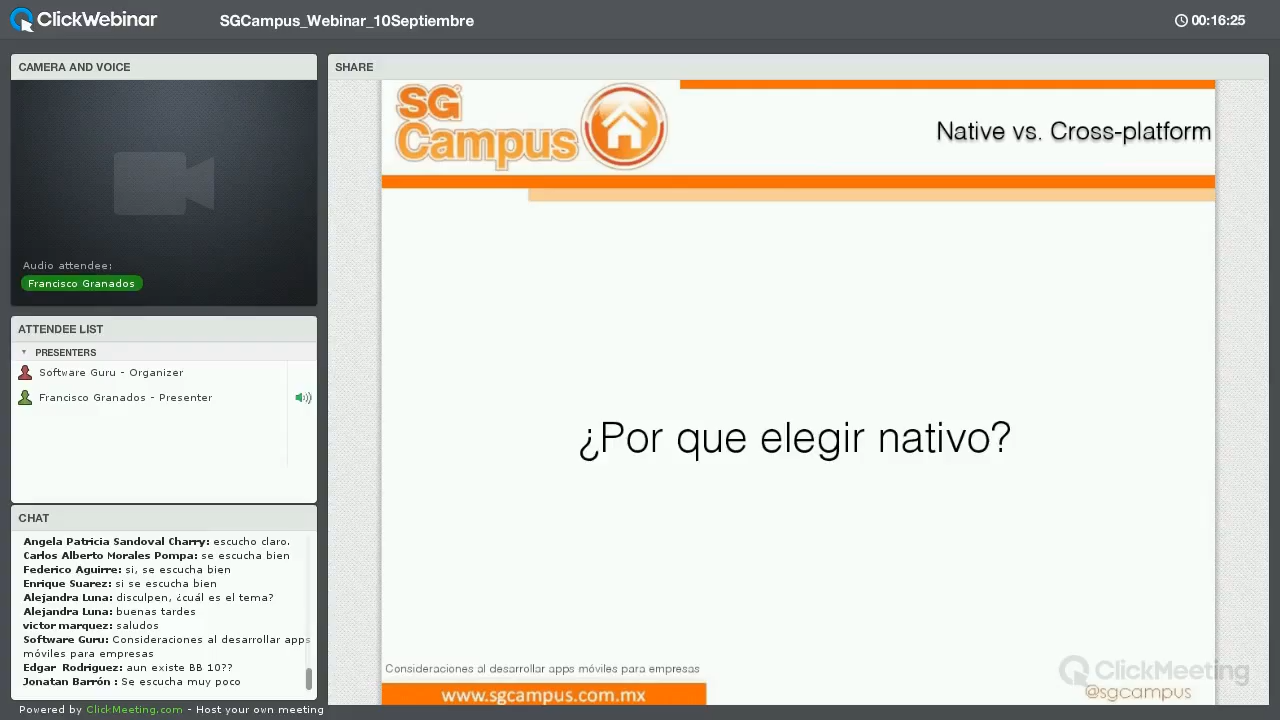 ClickWebinar
SGCampus_Webinar_10Septiembre
00:16:25
CAMERA AND VOICE
Audio attendee:
Francisco Granados
ATTENDEE LIST
PRESENTERS
Software Guru - Organizer
Francisco Granados - Presenter
CHAT
Angela Patricia Sandoval Charry: escucho claro.
Carlos Alberto Morales Pompa: se escucha bien
Federico Aguirre: si, se escucha bien
Enrique Suarez: si se escucha bien
Alejandra Luna: disculpen, ¿cuál es el tema?
Alejandra Luna: buenas tardes
victor marquez: saludos
Software Guru: Consideraciones al desarrollar apps
móviles para empresas
Edgar Rodriguez: aun existe BB 10??
Jonatan Barrón : Se escucha muy poco
Powered by ClickMeeting.com - Host your own meeting
SHARE
SG
Campus
Native vs. Cross-platform
¿Por que elegir nativo?
Consideraciones al desarrollar apps móviles para empresas
www.sgcampus.com.mx
ClickMeeting
@sgcampus